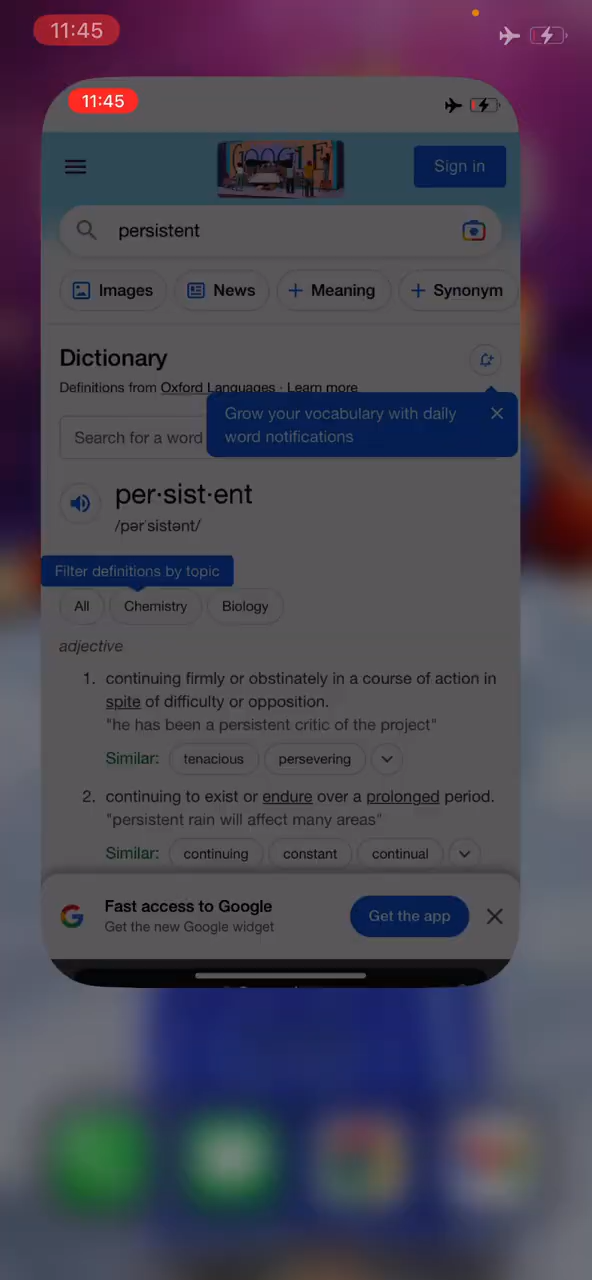 11:45
11:45
GOOGLE
Sign in
persistent
Images
News
Meaning
Synonym
Dictionary
Definitions from Oxford Languages · Learn more
Grow your vocabulary with daily
word notifications
Search for a word
per·sist·ent
/pərˈsistənt/
Filter definitions by topic
All
Chemistry
Biology
adjective
1. continuing firmly or obstinately in a course of action in
spite of difficulty or opposition.
"he has been a persistent critic of the project"
Similar: tenacious persevering
2. continuing to exist or endure over a prolonged period.
"persistent rain will affect many areas"
Similar: continuing constant continual
Fast access to Google
Get the new Google widget
Get the app